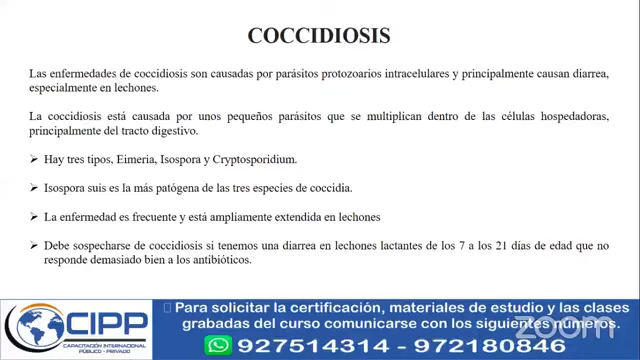 COCCIDIOSIS
Las enfermedades de coccidiosis son causadas por parásitos protozoarios intracelulares y principalmente causan diarrea,
especialmente en lechones.
La coccidiosis está causada por unos pequeños parásitos que se multiplican dentro de las células hospedadoras,
principalmente del tracto digestivo.
Hay tres tipos, Eimeria, Isospora y Cryptosporidium.
Isospora suis es la más patógena de las tres especies de coccidia.
La enfermedad es frecuente y está ampliamente extendida en lechones
Debe sospecharse de coccidiosis si tenemos una diarrea en lechones lactantes de los 7 a los 21 días de edad que no
responde demasiado bien a los antibióticos.
CIPP
CAPACITACIÓN INTERNACIONAL
PÚBLICO - PRIVADO
Para solicitar la certificación, materiales de estudio y las clases
grabadas del curso comunicarse con los siguientes números.
927514314 - 972180846
zoom